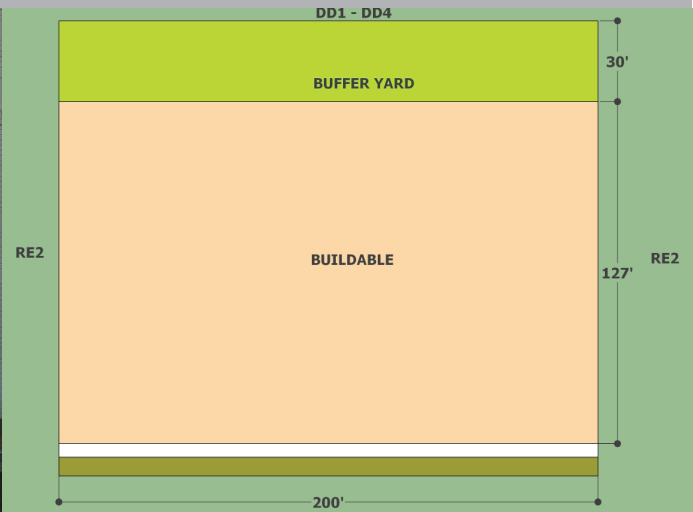 DD1 - DD4
30'
BUFFER YARD
RE2
BUILDABLE
RE2
127'
200'